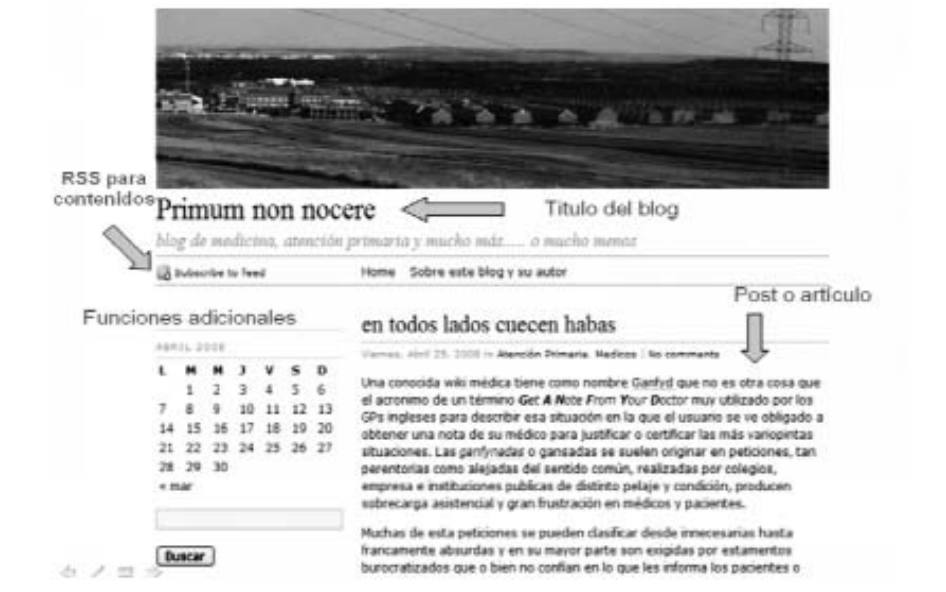 RSS para
contenidos
Primum non nocere
Titulo del blog
blog de medicina, atención primaria y mucho más..... o mucho menos
Subscribe to feed
Home Sobre este blog y su autor
Post o artículo
Funciones adicionales
en todos lados cuecen habas
ABRIL 2008
Viernes, Abril 25, 2008 in Atención Primaria, Medicos | No comments
L M M J V S D
1 2 3 4 5 6
7 8 9 10 11 12 13
14 15 16 17 18 19 20
21 22 23 24 25 26 27
28 29 30
« mar
Buscar
Una conocida wiki médica tiene como nombre Ganfyd que no es otra cosa que
el acronimo de un término Get A Note From Your Doctor muy utilizado por los
GPs ingleses para describir esa situación en la que el usuario se ve obligado a
obtener una nota de su médico para justificar o certificar las más variopintas
situaciones. Las ganfynadas o gansadas se suelen originar en peticiones, tan
perentorias como alejadas del sentido común, realizadas por colegios,
empresa e instituciones publicas de distinto pelaje y condición, producen
sobrecarga asistencial y gran frustración en médicos y pacientes.
Muchas de esta peticiones se pueden clasificar desde innecesarias hasta
francamente absurdas y en su mayor parte son exigidas por estamentos
burocratizados que o bien no confian en lo que les informa los pacientes o